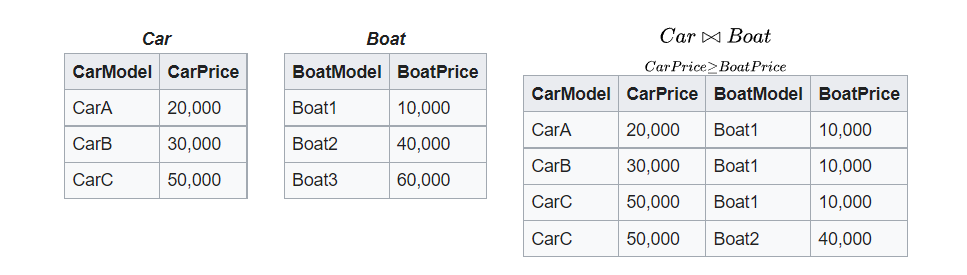 Car
CarModel CarPrice
CarA 20,000
CarB 30,000
CarC 50,000
Boat
BoatModel BoatPrice
Boat1 10,000
Boat2 40,000
Boat3 60,000
Car ⋈ Boat
CarPrice≥BoatPrice
CarModel CarPrice BoatModel BoatPrice
CarA 20,000 Boat1 10,000
CarB 30,000 Boat1 10,000
CarC 50,000 Boat1 10,000
CarC 50,000 Boat2 40,000